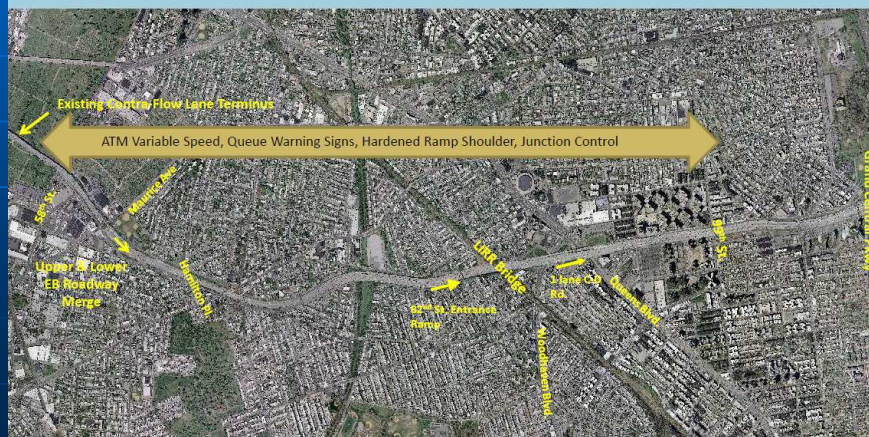 Existing Contra-Flow Lane Terminus
ATM Variable Speed, Queue Warning Signs, Hardened Ramp Shoulder, Junction Control
58th St.
Maurice Ave
Upper & Lower
EB Roadway
Merge
Hamilton Pl.
82nd St. Entrance
Ramp
LIRR Bridge
1 lane C-D
Rd.
Queens Blvd.
Woodhaven Blvd.
99th St.
Grand Central Pkwy